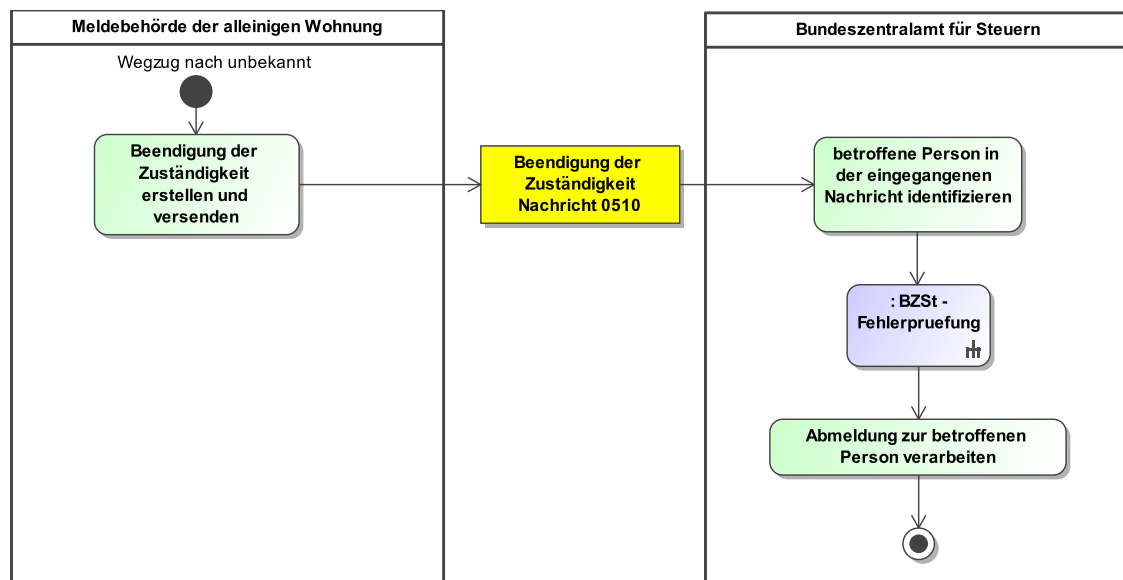 Meldebehörde der alleinigen Wohnung
Wegzug nach unbekannt
Beendigung der
Zuständigkeit
erstellen und
versenden
Beendigung der
Zuständigkeit
Nachricht 0510
Bundeszentralamt für Steuern
betroffene Person in
der eingegangenen
Nachricht identifizieren
: BZSt -
Fehlerpruefung
Abmeldung zur betroffenen
Person verarbeiten